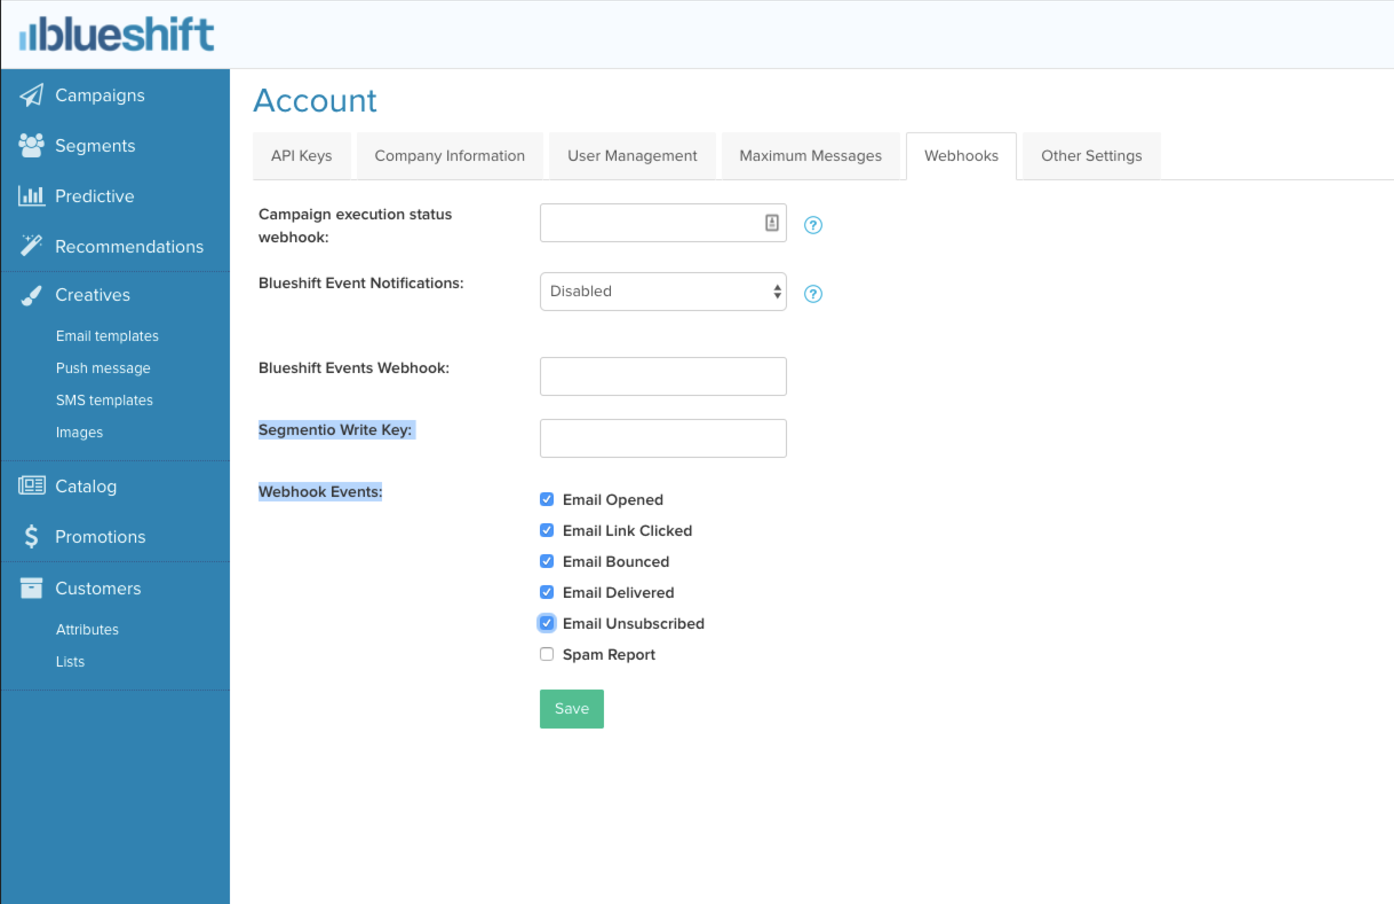 blueshift
Campaigns
Segments
Predictive
Recommendations
Creatives
Email templates
Push message
SMS templates
Images
Catalog
Promotions
Customers
Attributes
Lists
Account
API Keys
Company Information
User Management
Maximum Messages
Webhooks
Other Settings
Campaign execution status
webhook:
?
Blueshift Event Notifications:
Disabled
?
Blueshift Events Webhook:
Segmentio Write Key:
Webhook Events:
Email Opened
Email Link Clicked
Email Bounced
Email Delivered
Email Unsubscribed
Spam Report
Save